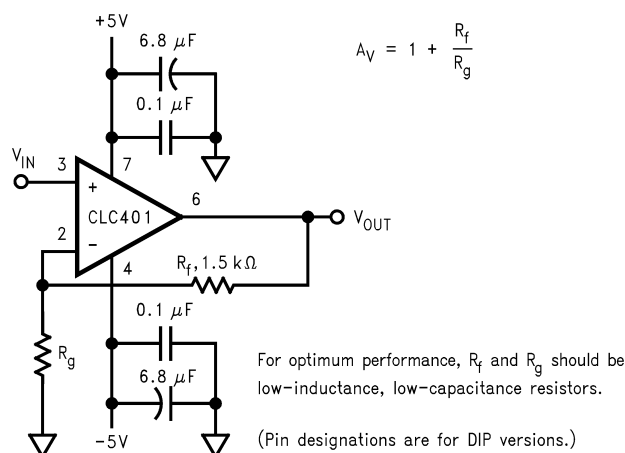 +5V
6.8 μF
0.1 μF
A_V = 1 + R_f / R_g
V_IN
3
7
+
CLC401
6
V_OUT
2
−
4
R_f, 1.5 kΩ
0.1 μF
R_g
6.8 μF
−5V
For optimum performance, R_f and R_g should be
low-inductance, low-capacitance resistors.
(Pin designations are for DIP versions.)